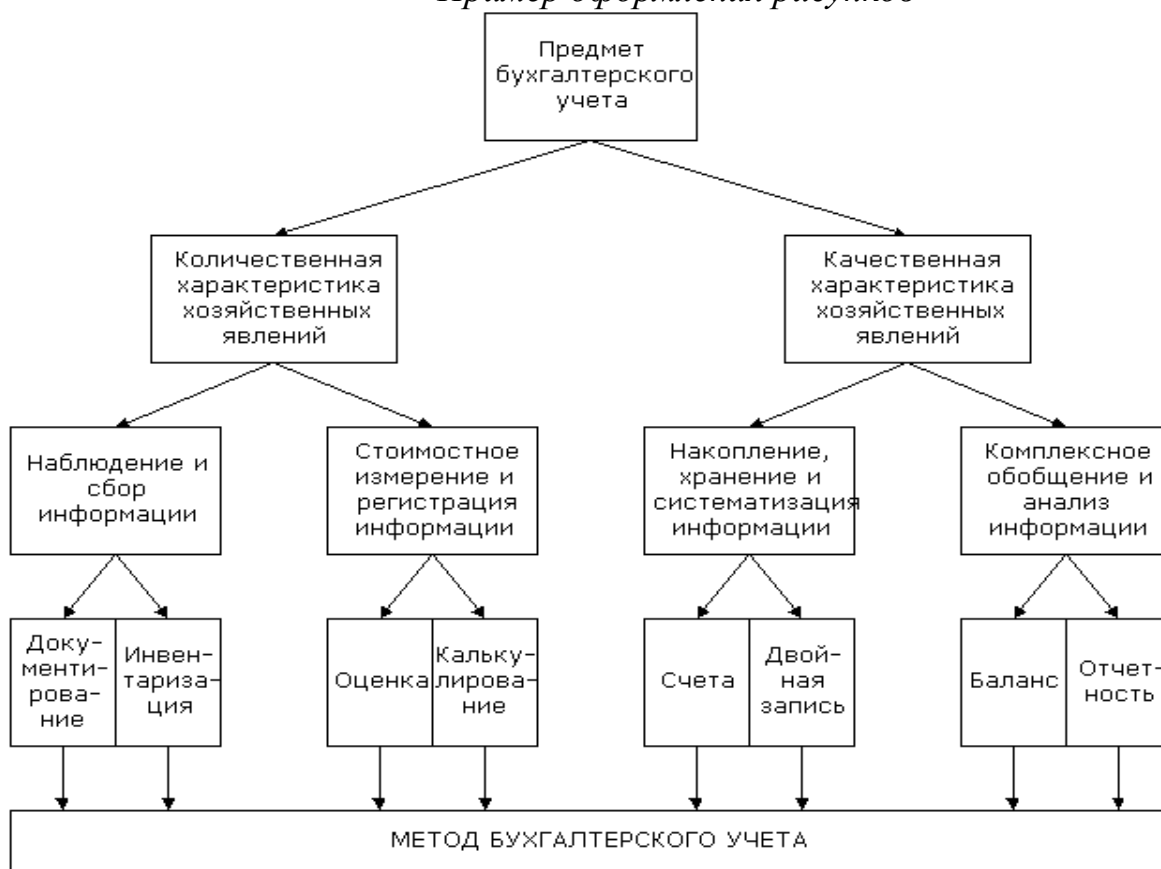 Пример оформления рисунков
Предмет
бухгалтерского
учета
Количественная
характеристика
хозяйственных
явлений
Качественная
характеристика
хозяйственных
явлений
Наблюдение и
сбор
информации
Стоимостное
измерение и
регистрация
информации
Накопление,
хранение и
систематизация
информации
Комплексное
обобщение и
анализ
информации
Доку-
менти-
рова-
ние
Инвен-
тариза-
ция
Оценка
Кальку-
лирова-
ние
Счета
Двой-
ная
запись
Баланс
Отчет-
ность
МЕТОД БУХГАЛТЕРСКОГО УЧЕТА